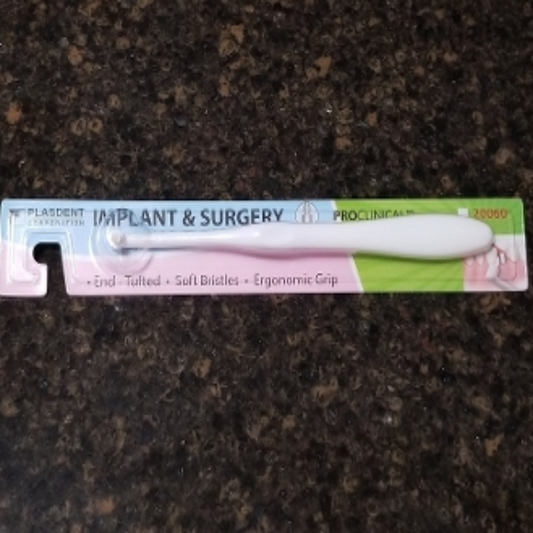 PLASDENT
CORPORATION
IMPLANT & SURGERY
PROCLINICAL
20060
• End - Tufted • Soft Bristles • Ergonomic Grip